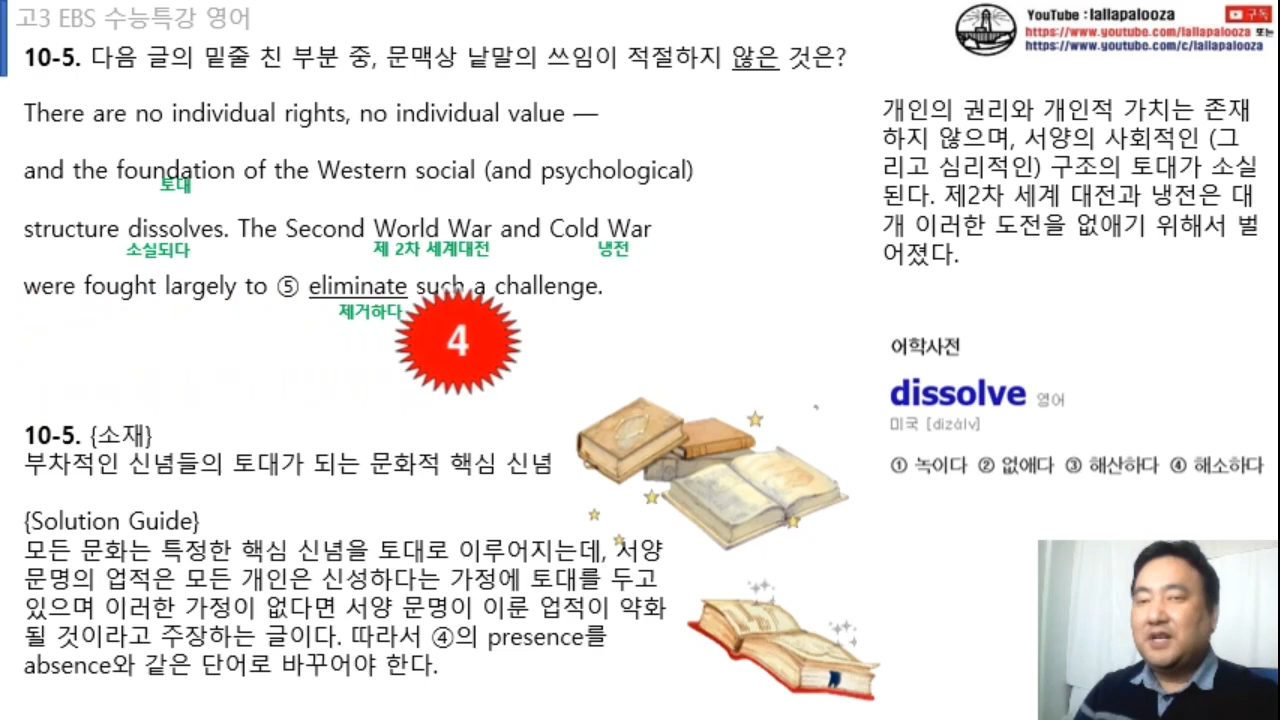 고3 EBS 수능특강 영어
YouTube : lallapalooza
구독
https://www.youtube.com/lallapalooza 또는
https://www.youtube.com/c/lallapalooza
10-5. 다음 글의 밑줄 친 부분 중, 문맥상 낱말의 쓰임이 적절하지 않은 것은?
There are no individual rights, no individual value —
and the foundation of the Western social (and psychological)
토대
structure dissolves. The Second World War and Cold War
소실되다 제 2차 세계대전 냉전
were fought largely to ⑤ eliminate such a challenge.
제거하다
4
개인의 권리와 개인적 가치는 존재
하지 않으며, 서양의 사회적인 (그
리고 심리적인) 구조의 토대가 소실
된다. 제2차 세계 대전과 냉전은 대
개 이러한 도전을 없애기 위해서 벌
어졌다.
어학사전
dissolve 영어
미국 [dizάlv]
① 녹이다 ② 없애다 ③ 해산하다 ④ 해소하다
10-5. {소재}
부차적인 신념들의 토대가 되는 문화적 핵심 신념
{Solution Guide}
모든 문화는 특정한 핵심 신념을 토대로 이루어지는데, 서양
문명의 업적은 모든 개인은 신성하다는 가정에 토대를 두고
있으며 이러한 가정이 없다면 서양 문명이 이룬 업적이 약화
될 것이라고 주장하는 글이다. 따라서 ④의 presence를
absence와 같은 단어로 바꾸어야 한다.